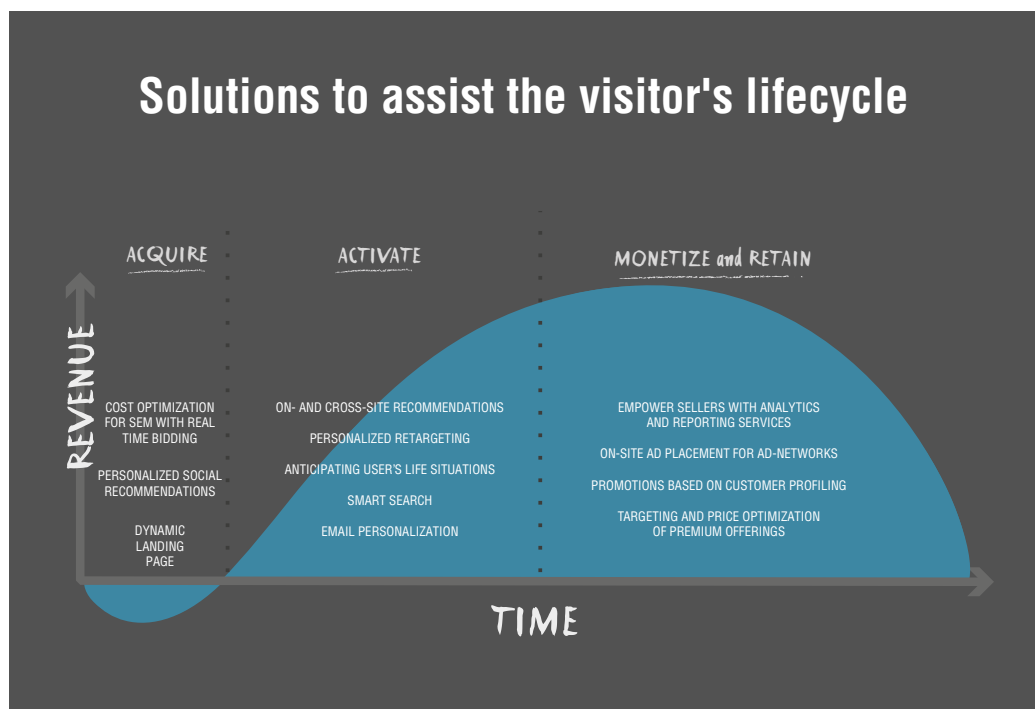 Solutions to assist the visitor's lifecycle
ACQUIRE
ACTIVATE
MONETIZE and RETAIN
REVENUE
COST OPTIMIZATION
FOR SEM WITH REAL
TIME BIDDING
PERSONALIZED SOCIAL
RECOMMENDATIONS
DYNAMIC
LANDING
PAGE
ON- AND CROSS-SITE RECOMMENDATIONS
PERSONALIZED RETARGETING
ANTICIPATING USER'S LIFE SITUATIONS
SMART SEARCH
EMAIL PERSONALIZATION
EMPOWER SELLERS WITH ANALYTICS
AND REPORTING SERVICES
ON-SITE AD PLACEMENT FOR AD-NETWORKS
PROMOTIONS BASED ON CUSTOMER PROFILING
TARGETING AND PRICE OPTIMIZATION
OF PREMIUM OFFERINGS
TIME